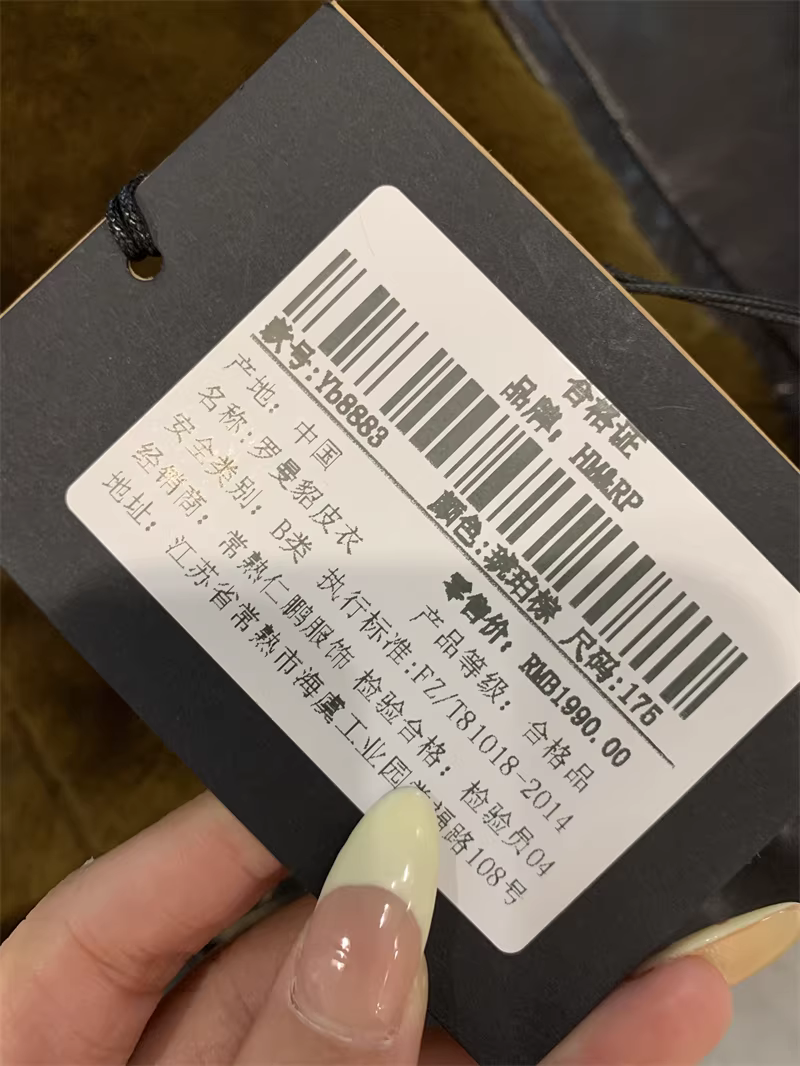 合格证
品牌: HM&RP
款号:Yb8883 颜色:琥珀棕 尺码:175
产地: 中国 零售价: RMB1990.00
名称:罗曼貂皮衣 产品等级: 合格品
安全类别: B类 执行标准:FZ/T81018-2014
经销商: 常熟仁鹏服饰 检验合格: 检验员04
地址: 江苏省常熟市海虞工业园 福路108号